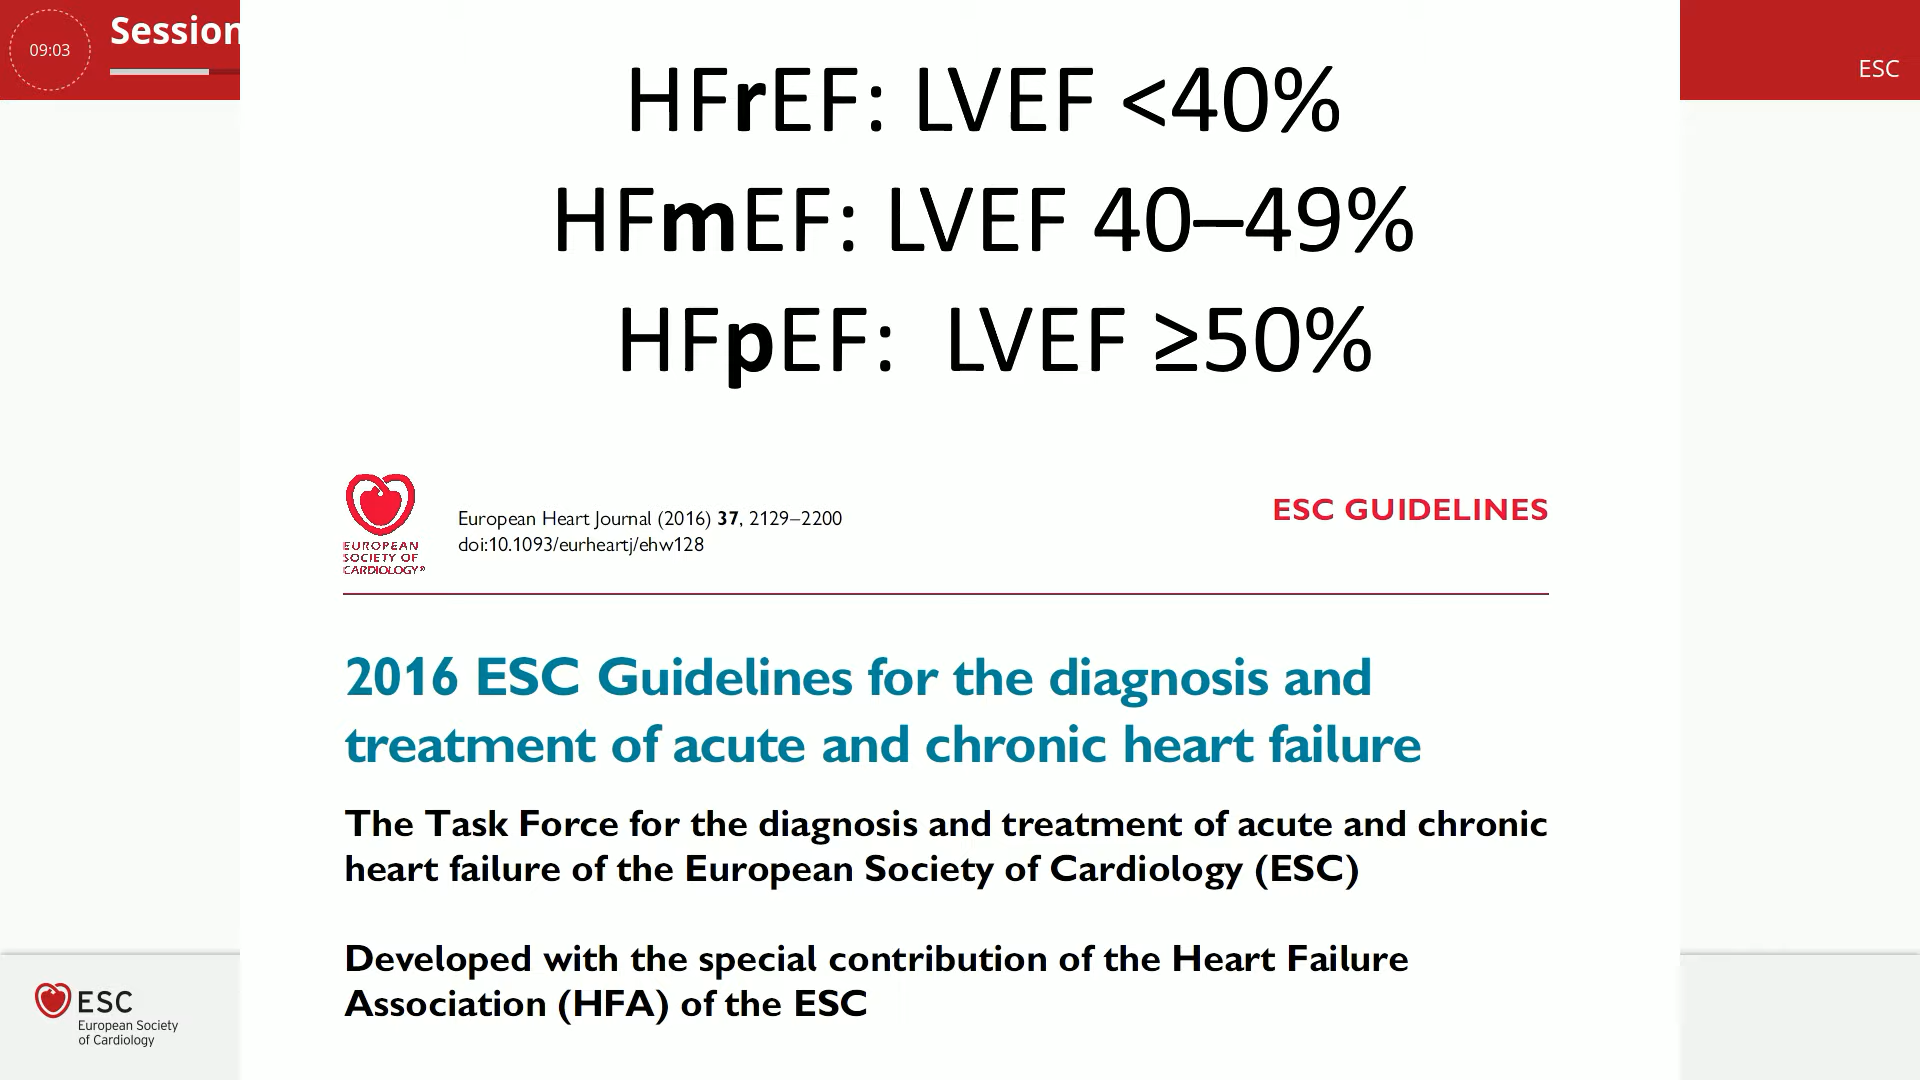 09:03
Session
ESC
HFrEF: LVEF <40%
HFmEF: LVEF 40–49%
HFpEF: LVEF ≥50%
EUROPEAN
SOCIETY OF
CARDIOLOGY®
European Heart Journal (2016) 37, 2129–2200
doi:10.1093/eurheartj/ehw128
ESC GUIDELINES
2016 ESC Guidelines for the diagnosis and
treatment of acute and chronic heart failure
The Task Force for the diagnosis and treatment of acute and chronic
heart failure of the European Society of Cardiology (ESC)
Developed with the special contribution of the Heart Failure
Association (HFA) of the ESC
ESC
European Society
of Cardiology